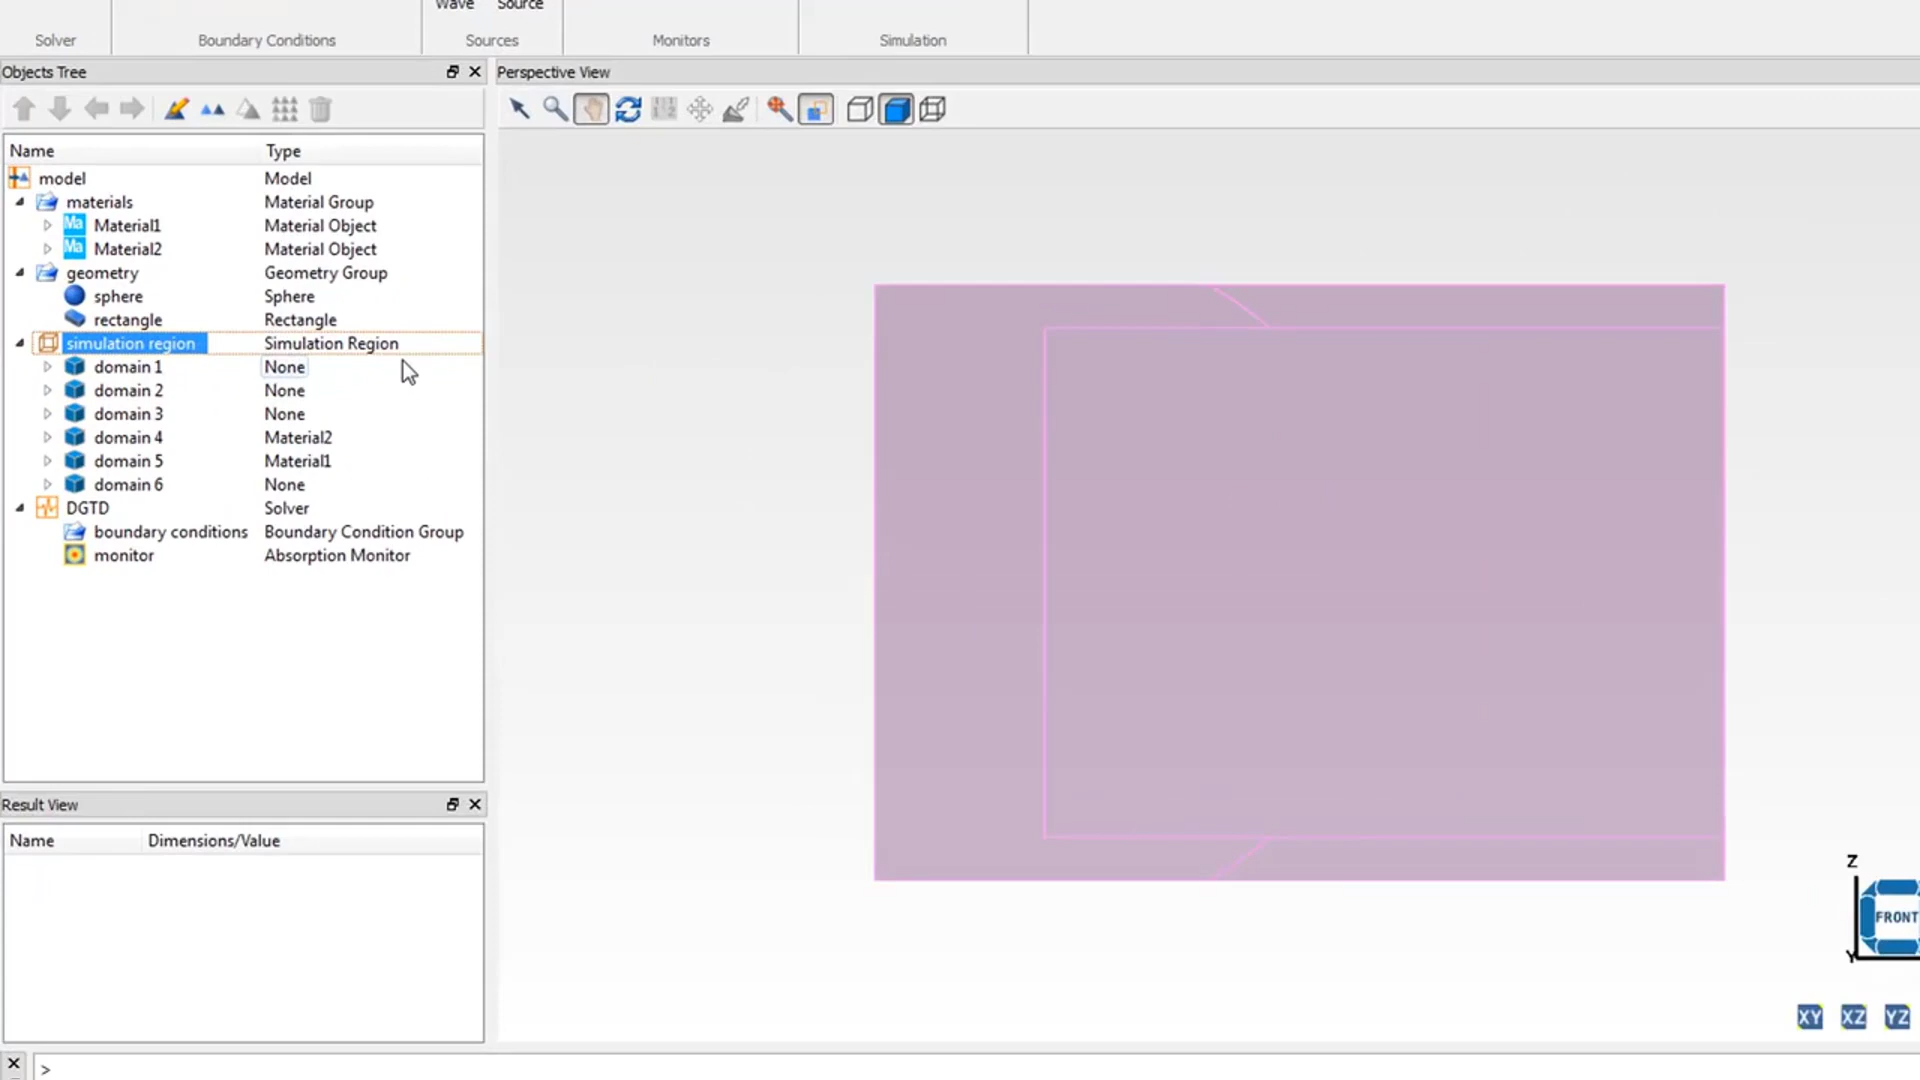 Wave Source
Solver Boundary Conditions Sources Monitors Simulation
Objects Tree
Perspective View
Name Type
model Model
materials Material Group
Ma Material1 Material Object
Ma Material2 Material Object
geometry Geometry Group
sphere Sphere
rectangle Rectangle
simulation region Simulation Region
domain 1 None
domain 2 None
domain 3 None
domain 4 Material2
domain 5 Material1
domain 6 None
DGTD Solver
boundary conditions Boundary Condition Group
monitor Absorption Monitor
Result View
Name Dimensions/Value
Z
FRONT
Y
XY XZ YZ
>